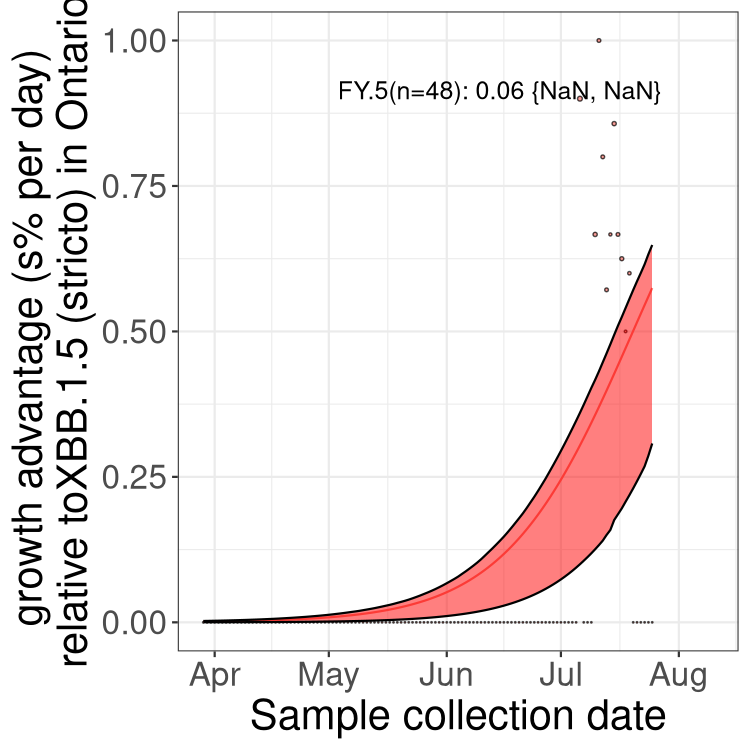 growth advantage (s% per day)
relative toXBB.1.5 (stricto) in Ontario
1.00
0.75
0.50
0.25
0.00
FY.5(n=48): 0.06 {NaN, NaN}
Apr May Jun Jul Aug
Sample collection date